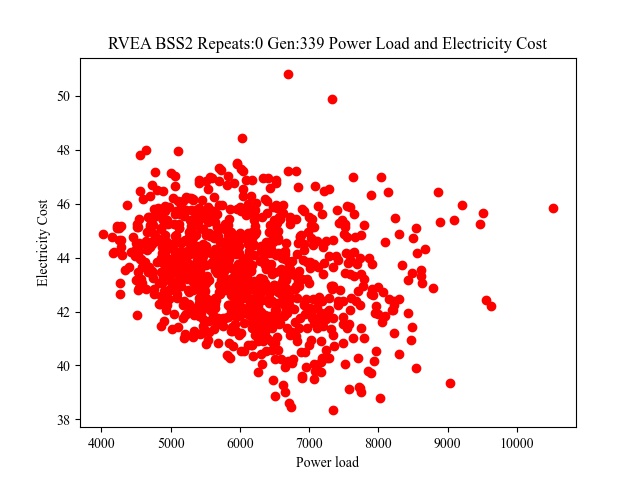 RVEA BSS2 Repeats:0 Gen:339 Power Load and Electricity Cost
Electricity Cost
50
48
46
44
42
40
38
4000 5000 6000 7000 8000 9000 10000
Power load